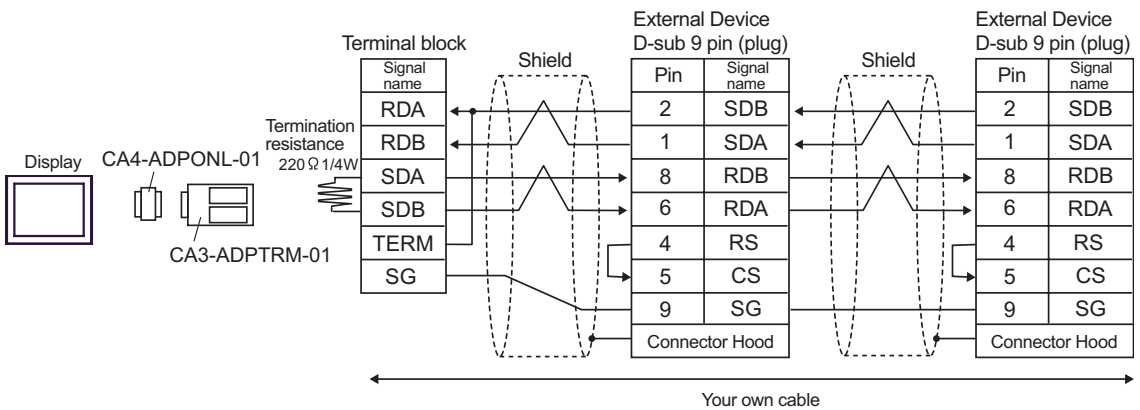 Display
CA4-ADPONL-01
CA3-ADPTRM-01
Termination
resistance
220 Ω 1/4W
Terminal block
Signal
name
RDA
RDB
SDA
SDB
TERM
SG
Shield
External Device
D-sub 9 pin (plug)
Pin Signal
name
2 SDB
1 SDA
8 RDB
6 RDA
4 RS
5 CS
9 SG
Connector Hood
Shield
External Device
D-sub 9 pin (plug)
Pin Signal
name
2 SDB
1 SDA
8 RDB
6 RDA
4 RS
5 CS
9 SG
Connector Hood
Your own cable